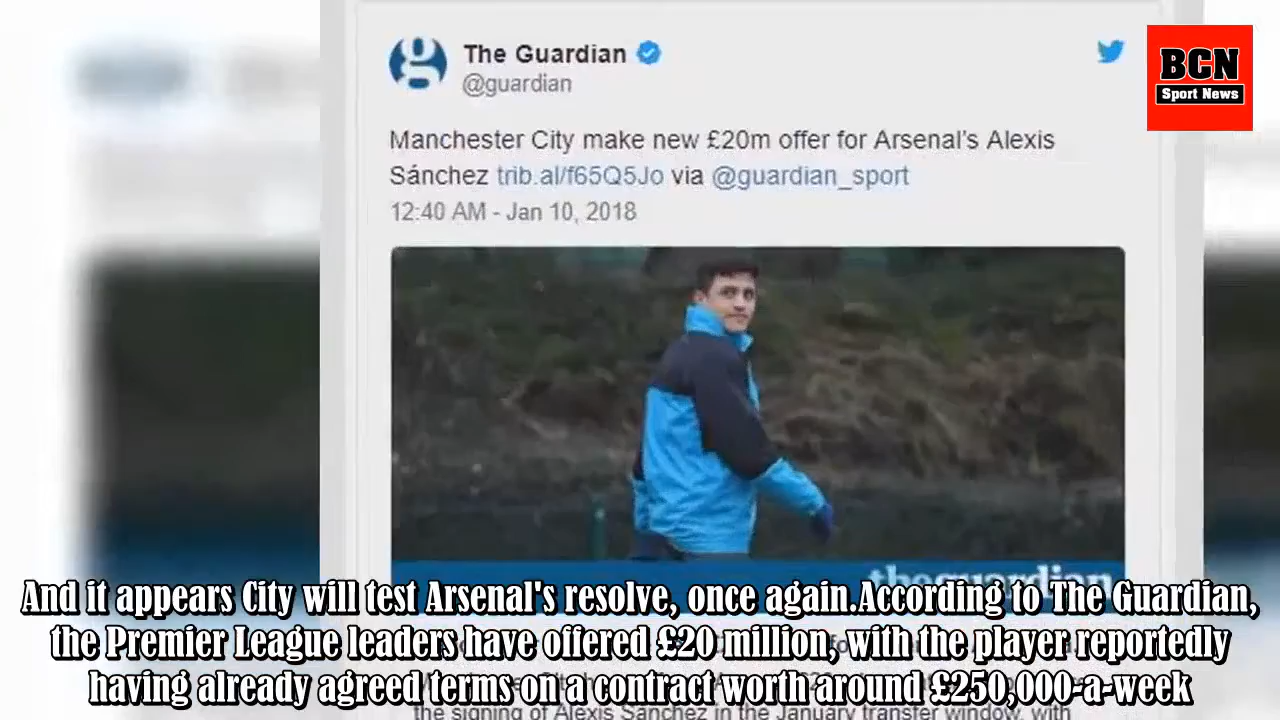 The Guardian
@guardian
BCN
Sport News
Manchester City make new £20m offer for Arsenal's Alexis
Sánchez trib.al/f65Q5Jo via @guardian_sport
12:40 AM - Jan 10, 2018
theguardian
And it appears City will test Arsenal's resolve, once again.According to The Guardian,
the Premier League leaders have offered £20 million, with the player reportedly
having already agreed terms on a contract worth around £250,000-a-week
the signing of Alexis Sánchez in the January transfer window, with